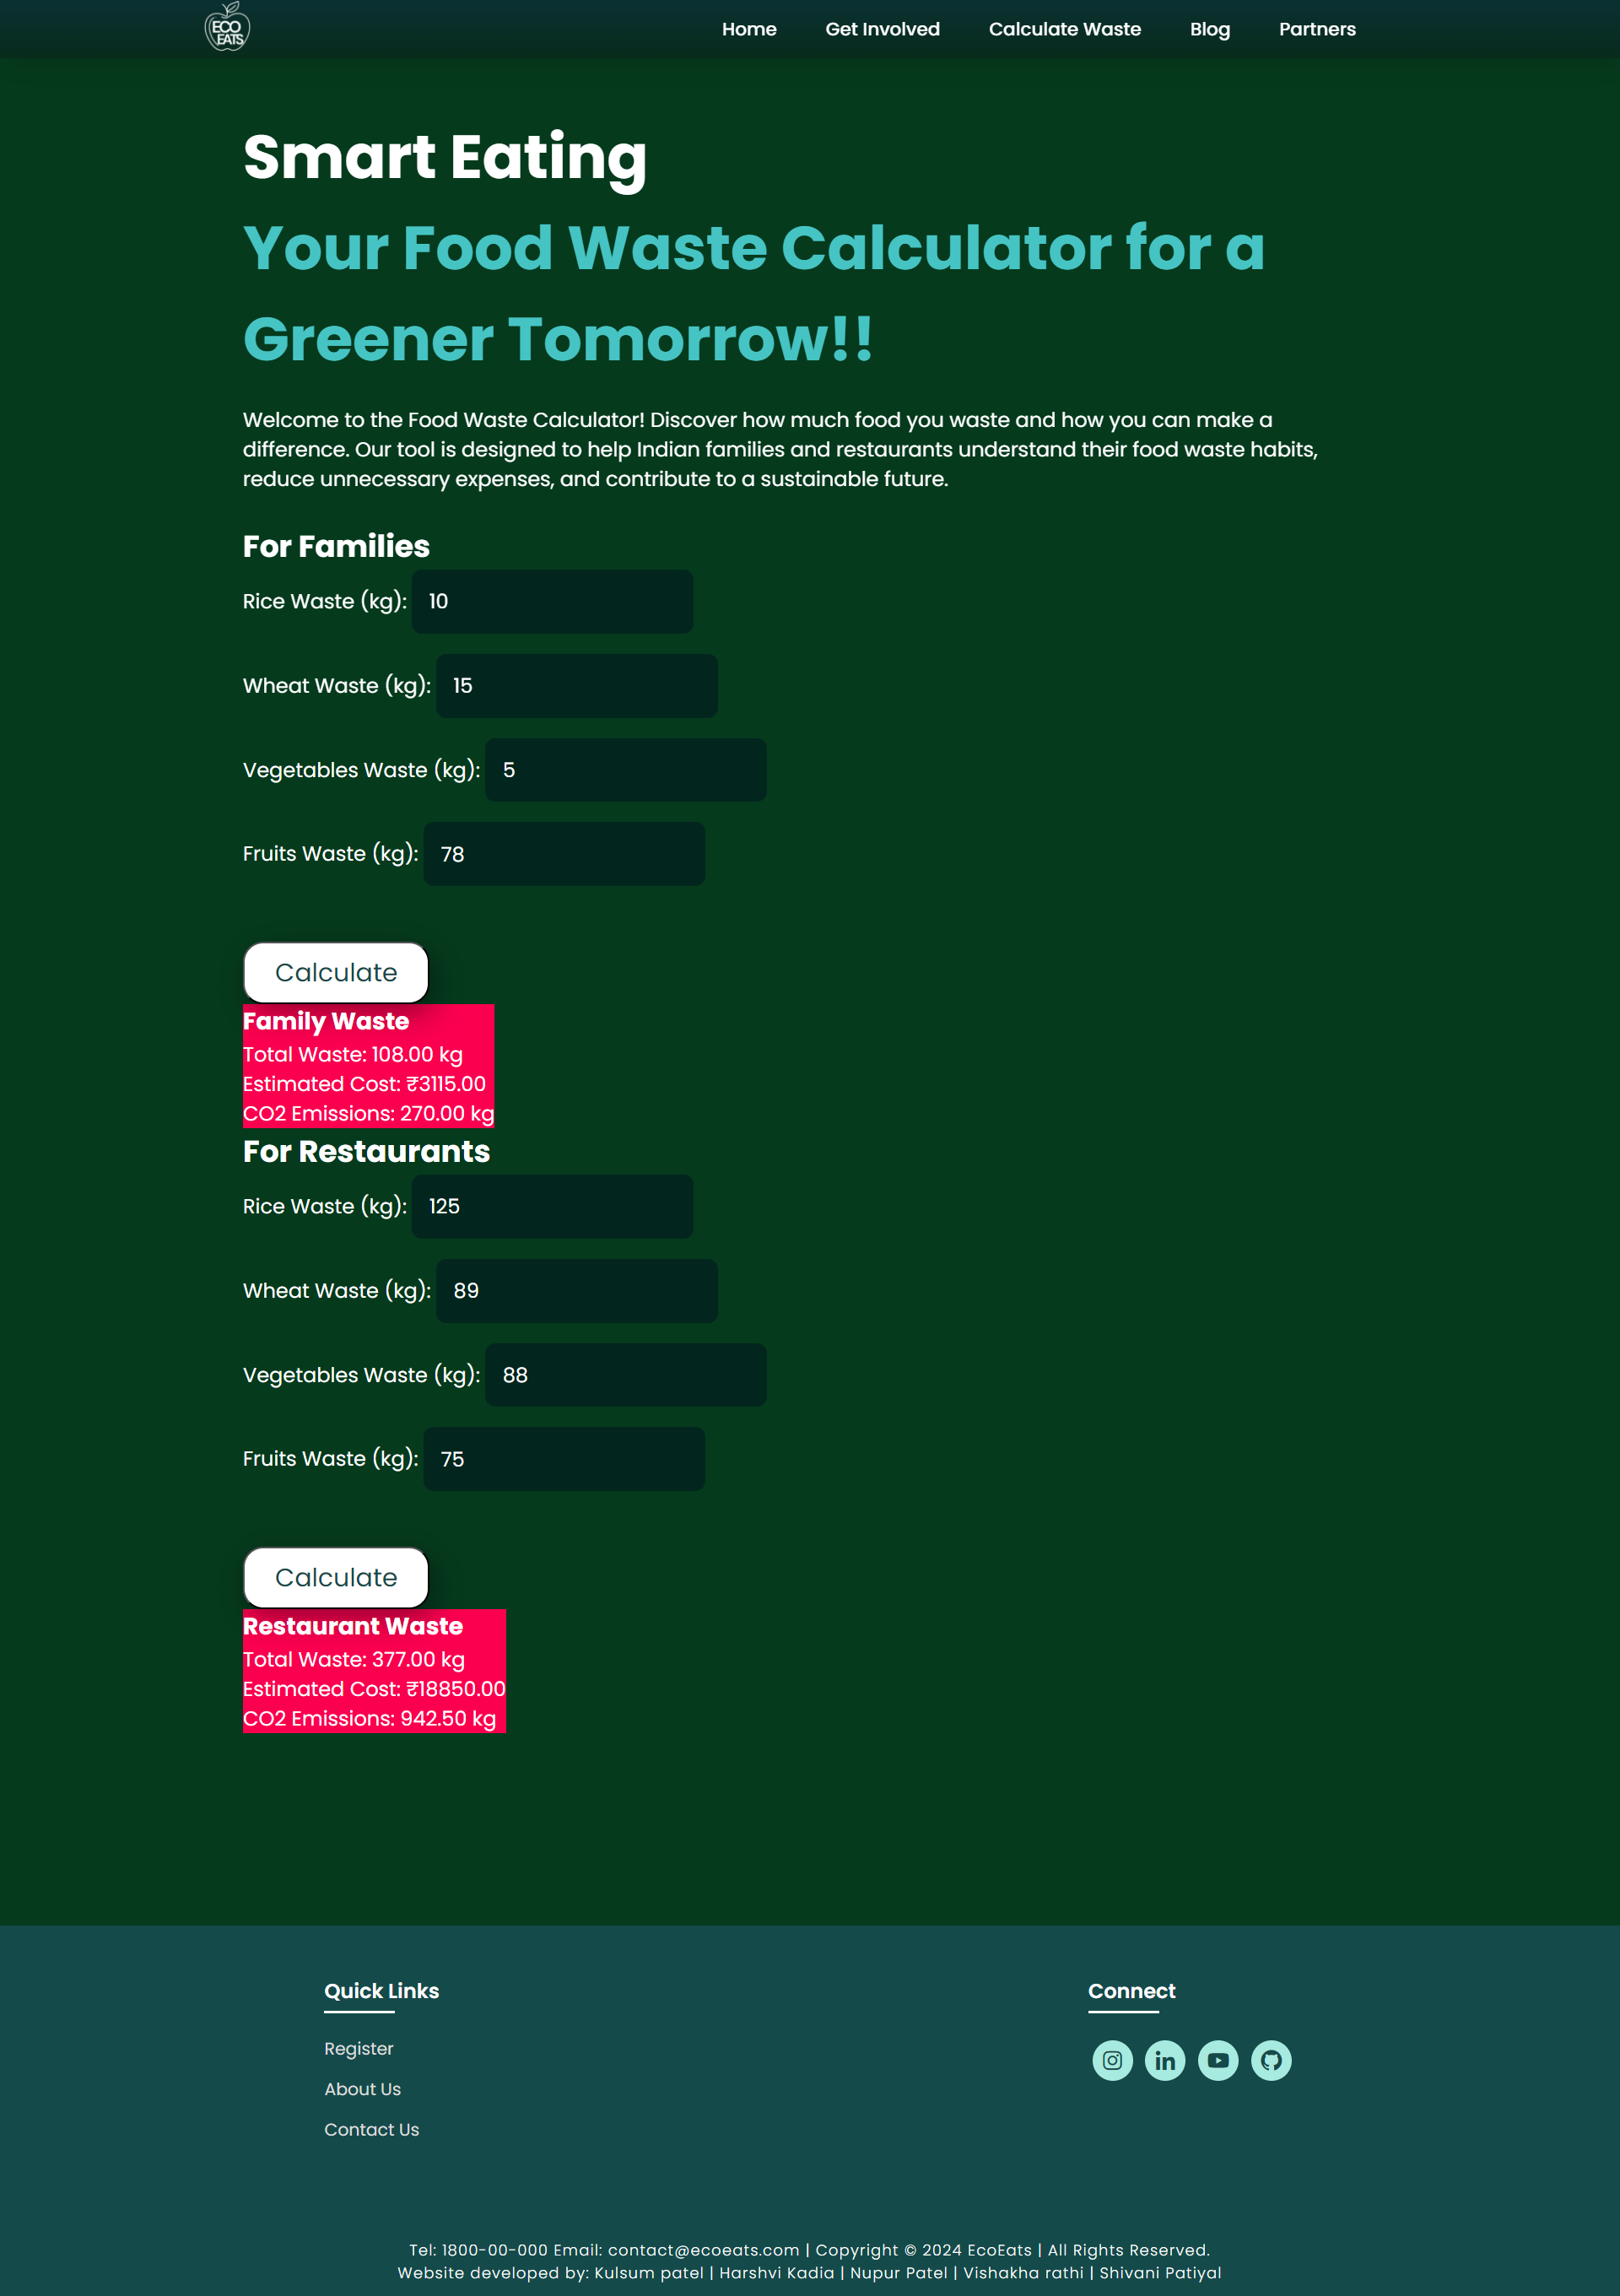 ECO
EATS
Home Get Involved Calculate Waste Blog Partners
Smart Eating
Your Food Waste Calculator for a
Greener Tomorrow!!
Welcome to the Food Waste Calculator! Discover how much food you waste and how you can make a
difference. Our tool is designed to help Indian families and restaurants understand their food waste habits,
reduce unnecessary expenses, and contribute to a sustainable future.
For Families
Rice Waste (kg): 10
Wheat Waste (kg): 15
Vegetables Waste (kg): 5
Fruits Waste (kg): 78
Calculate
Family Waste
Total Waste: 108.00 kg
Estimated Cost: ₹3115.00
CO2 Emissions: 270.00 kg
For Restaurants
Rice Waste (kg): 125
Wheat Waste (kg): 89
Vegetables Waste (kg): 88
Fruits Waste (kg): 75
Calculate
Restaurant Waste
Total Waste: 377.00 kg
Estimated Cost: ₹18850.00
CO2 Emissions: 942.50 kg
Quick Links
Register
About Us
Contact Us
Connect
in
Tel: 1800-00-000 Email: contact@ecoeats.com | Copyright © 2024 EcoEats | All Rights Reserved.
Website developed by: Kulsum patel | Harshvi Kadia | Nupur Patel | Vishakha rathi | Shivani Patiyal